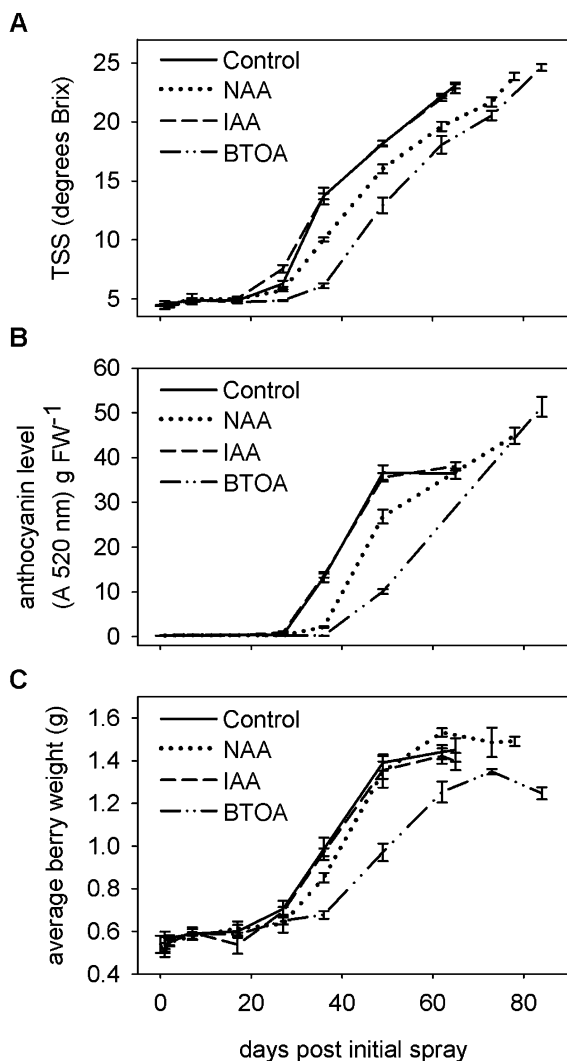 A
Control
NAA
IAA
BTOA
TSS (degrees Brix)
25
20
15
10
5
B
Control
NAA
IAA
BTOA
anthocyanin level
(A 520 nm) g FW⁻¹
60
50
40
30
20
10
0
C
Control
NAA
IAA
BTOA
average berry weight (g)
1.6
1.4
1.2
1.0
0.8
0.6
0.4
0 20 40 60 80
days post initial spray